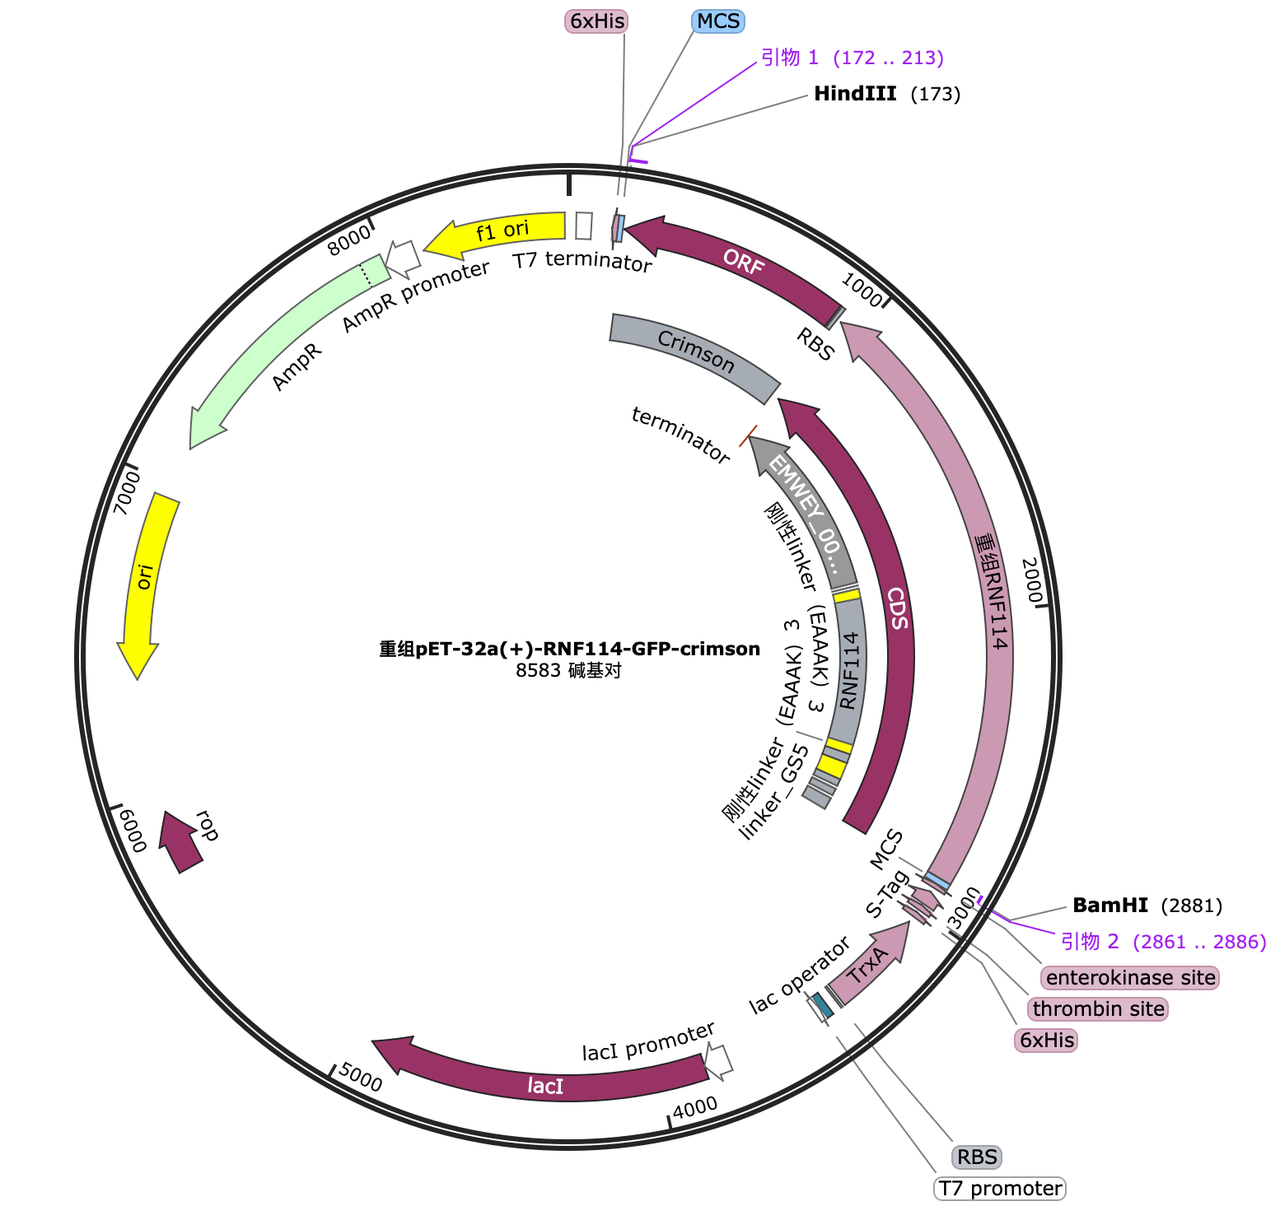 6xHis
MCS
引物 1 (172 .. 213)
HindIII (173)
f1 ori
T7 terminator
8000
AmpR promoter
AmpR
ORF
1000
RBS
Crimson
terminator
EMWEY_00...
刚性linker (EAAAK) 3
重组RNF114
2000
CDS
7000
ori
重组pET-32a(+)-RNF114-GFP-crimson
8583 碱基对
RNF114
刚性linker (EAAAK) 3
linker_GS5
6000
rop
MCS
S-Tag
3000
BamHI (2881)
引物 2 (2861 .. 2886)
enterokinase site
thrombin site
6xHis
TrxA
lac operator
lacI promoter
lacI
5000
4000
RBS
T7 promoter